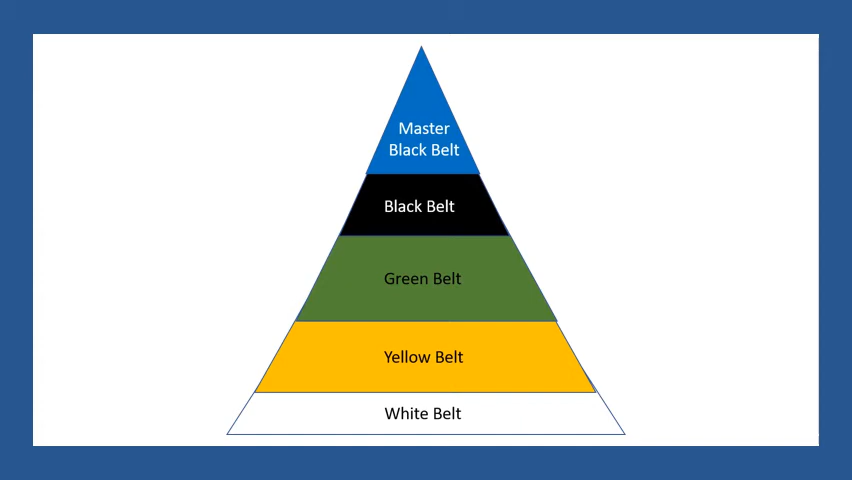 Master
Black Belt
Black Belt
Green Belt
Yellow Belt
White Belt